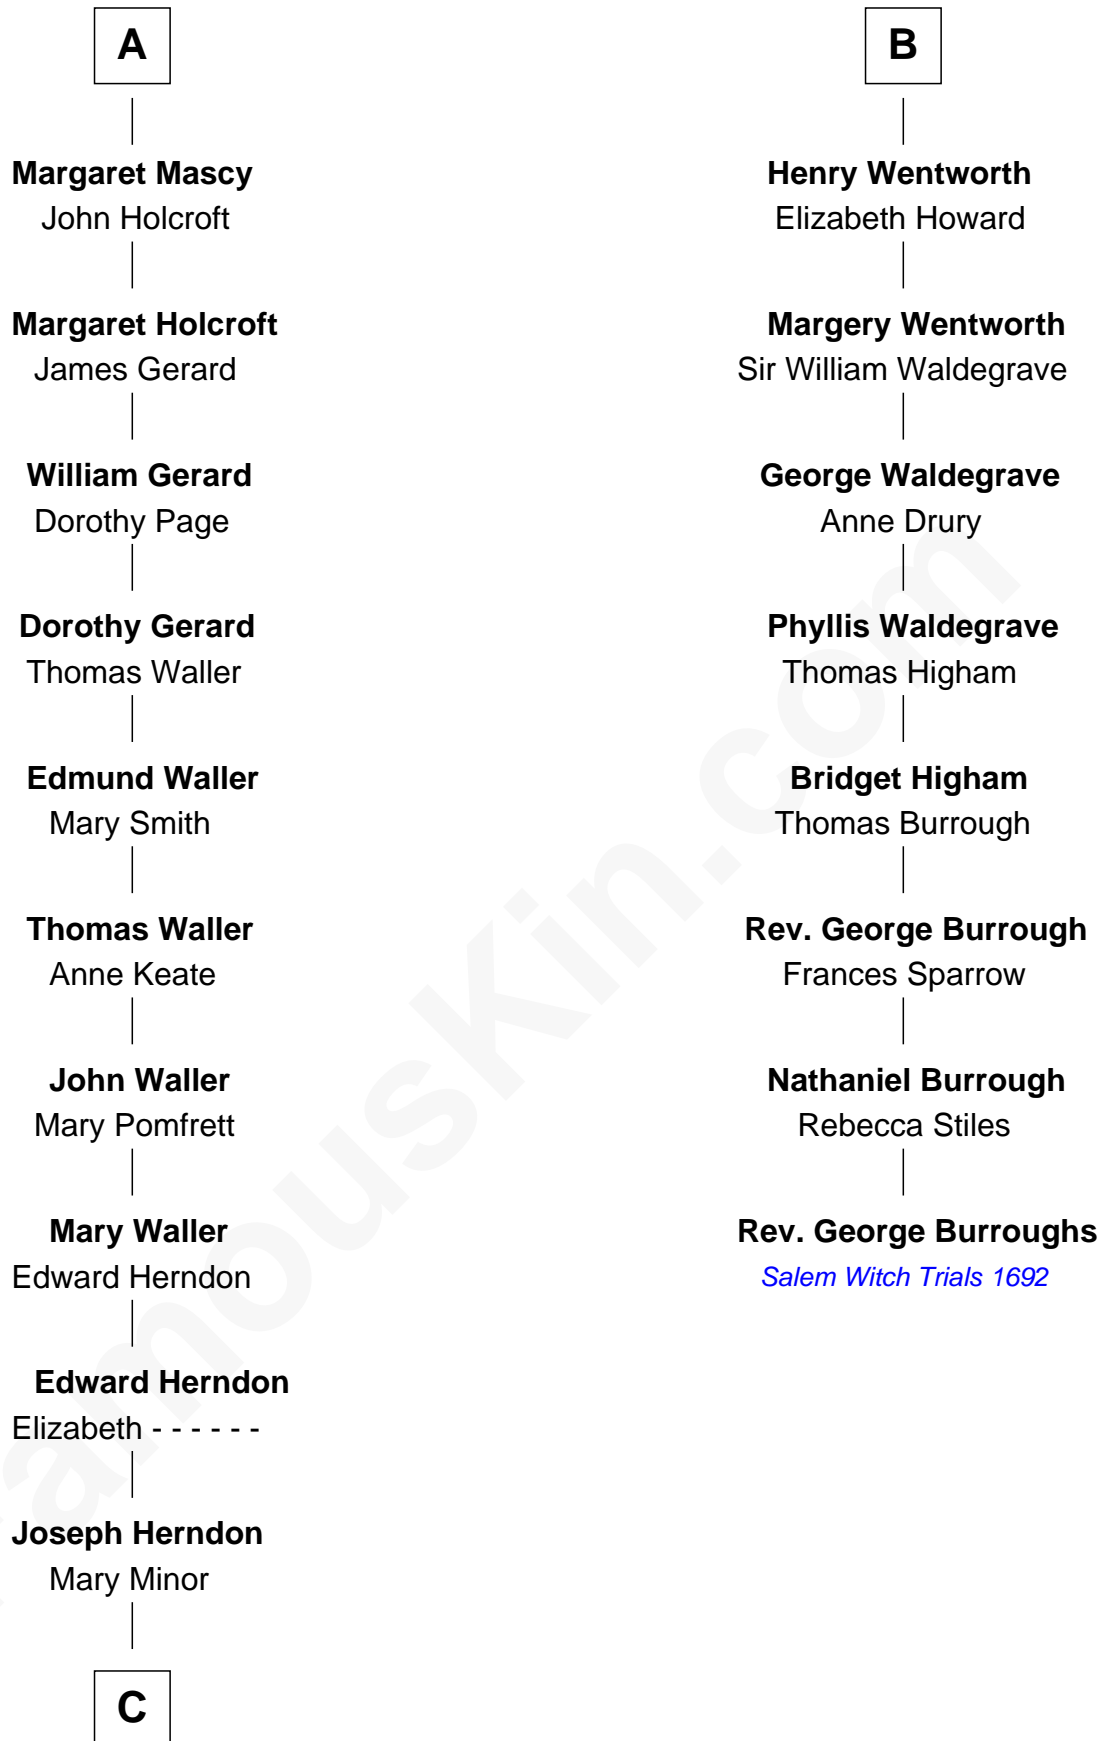 A
Margaret Mascy
John Holcroft
Margaret Holcroft
James Gerard
William Gerard
Dorothy Page
Dorothy Gerard
Thomas Waller
Edmund Waller
Mary Smith
Thomas Waller
Anne Keate
John Waller
Mary Pomfrett
Mary Waller
Edward Herndon
Edward Herndon
Elizabeth - - - - - -
Joseph Herndon
Mary Minor
C
B
Henry Wentworth
Elizabeth Howard
Margery Wentworth
Sir William Waldegrave
George Waldegrave
Anne Drury
Phyllis Waldegrave
Thomas Higham
Bridget Higham
Thomas Burrough
Rev. George Burrough
Frances Sparrow
Nathaniel Burrough
Rebecca Stiles
Rev. George Burroughs
Salem Witch Trials 1692
FamousKin.com